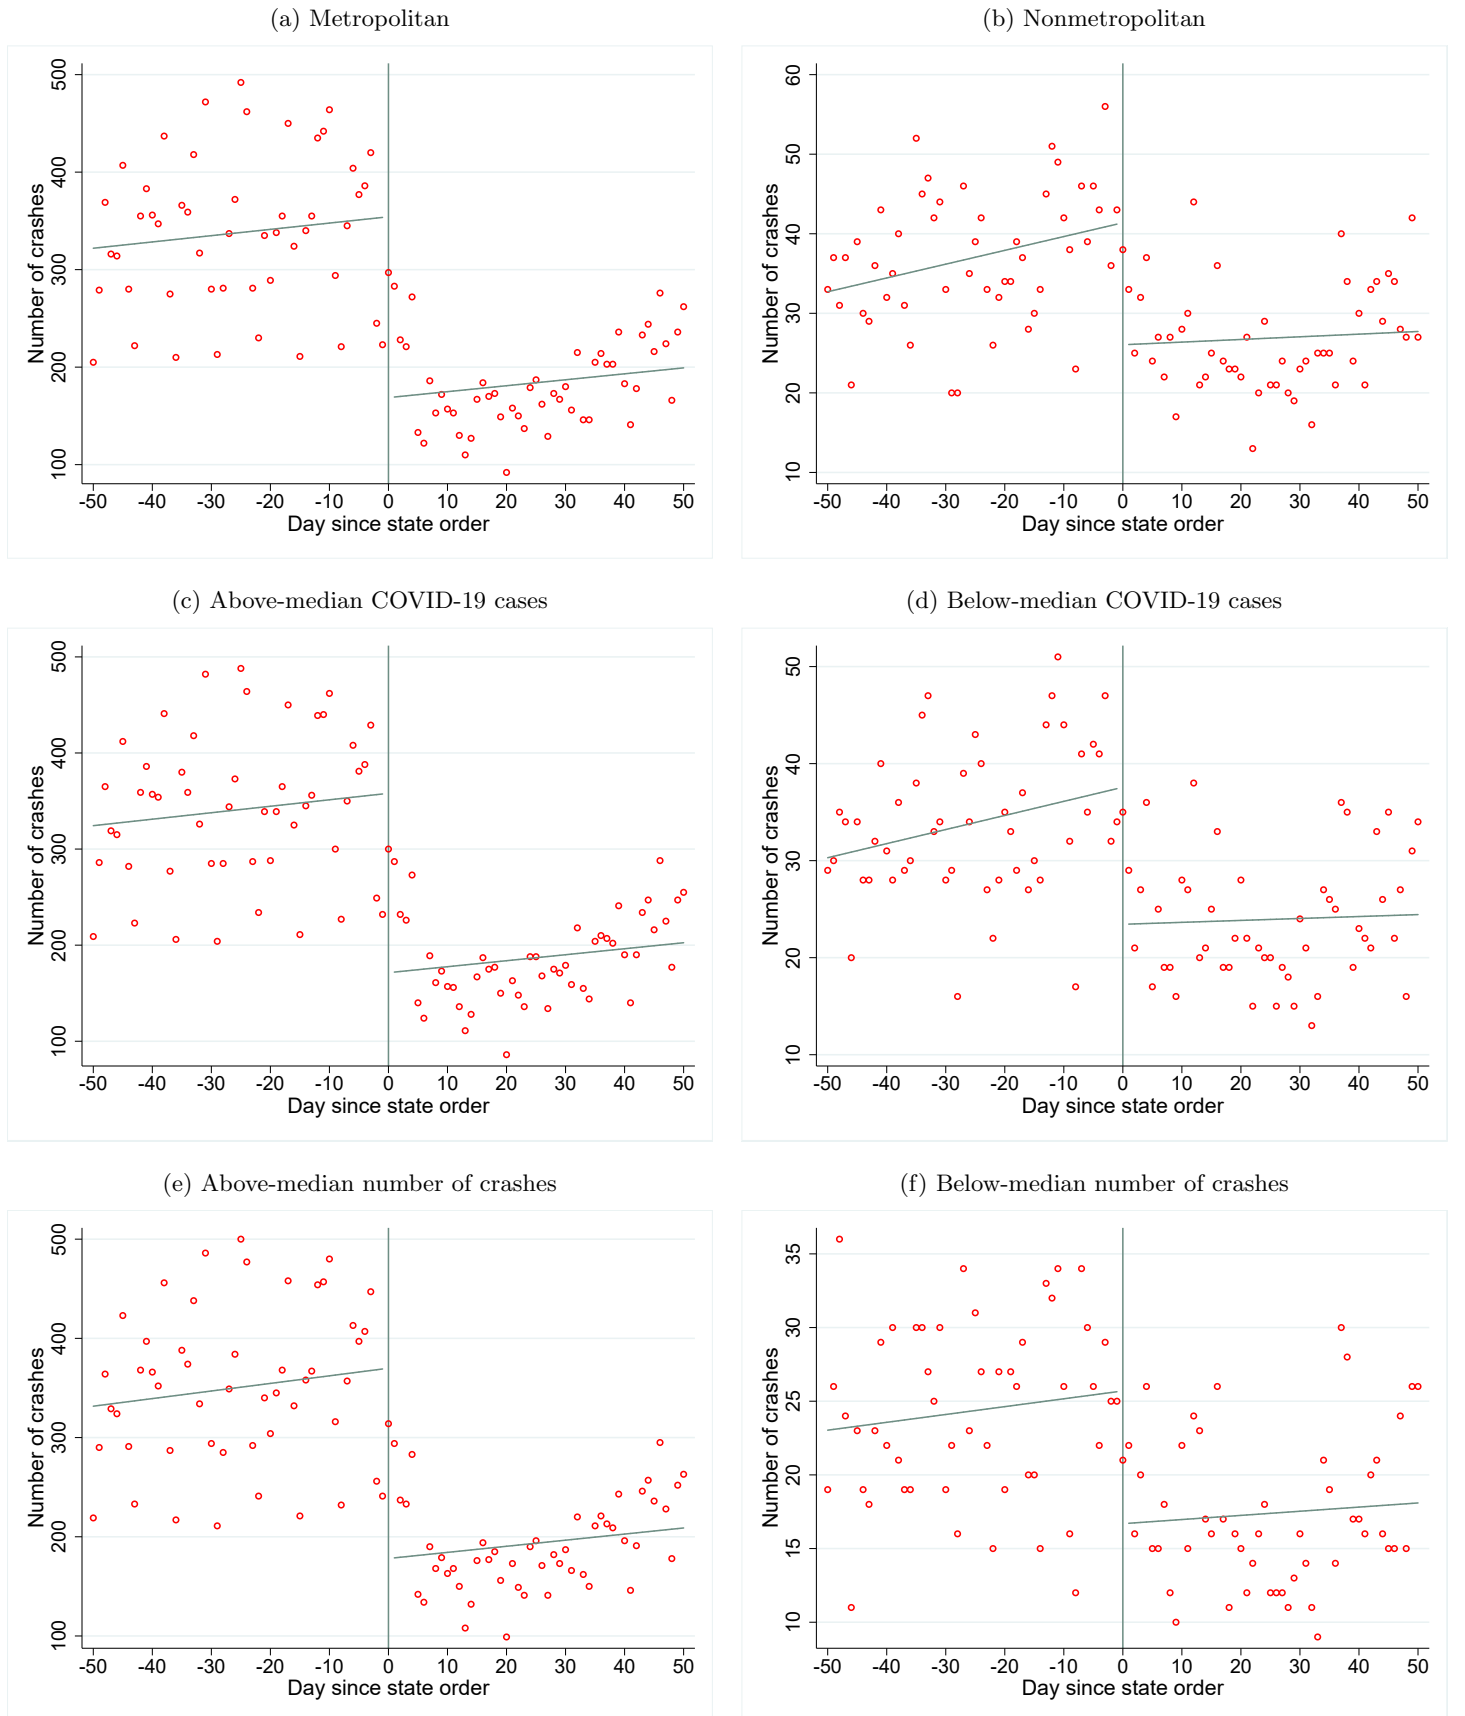 (a) Metropolitan
(b) Nonmetropolitan
Number of crashes
500
400
300
200
100
-50 -40 -30 -20 -10 0 10 20 30 40 50
Day since state order
Number of crashes
60
50
40
30
20
10
-50 -40 -30 -20 -10 0 10 20 30 40 50
Day since state order
(c) Above-median COVID-19 cases
(d) Below-median COVID-19 cases
Number of crashes
500
400
300
200
100
-50 -40 -30 -20 -10 0 10 20 30 40 50
Day since state order
Number of crashes
50
40
30
20
10
-50 -40 -30 -20 -10 0 10 20 30 40 50
Day since state order
(e) Above-median number of crashes
(f) Below-median number of crashes
Number of crashes
500
400
300
200
100
-50 -40 -30 -20 -10 0 10 20 30 40 50
Day since state order
Number of crashes
35
30
25
20
15
10
-50 -40 -30 -20 -10 0 10 20 30 40 50
Day since state order